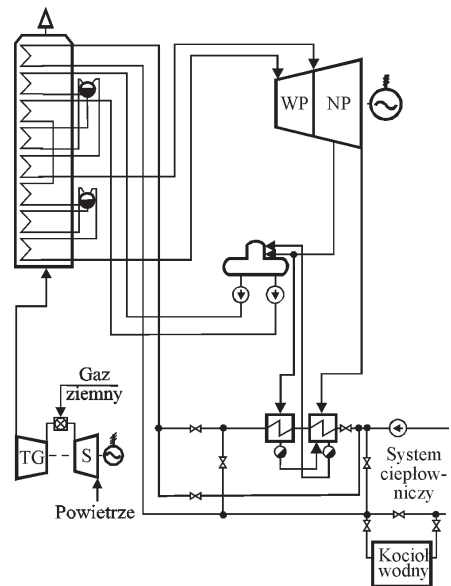 WP
NP
Gaz
ziemny
TG
S
Powietrze
System
ciepłow-
niczy
Kocioł
wodny